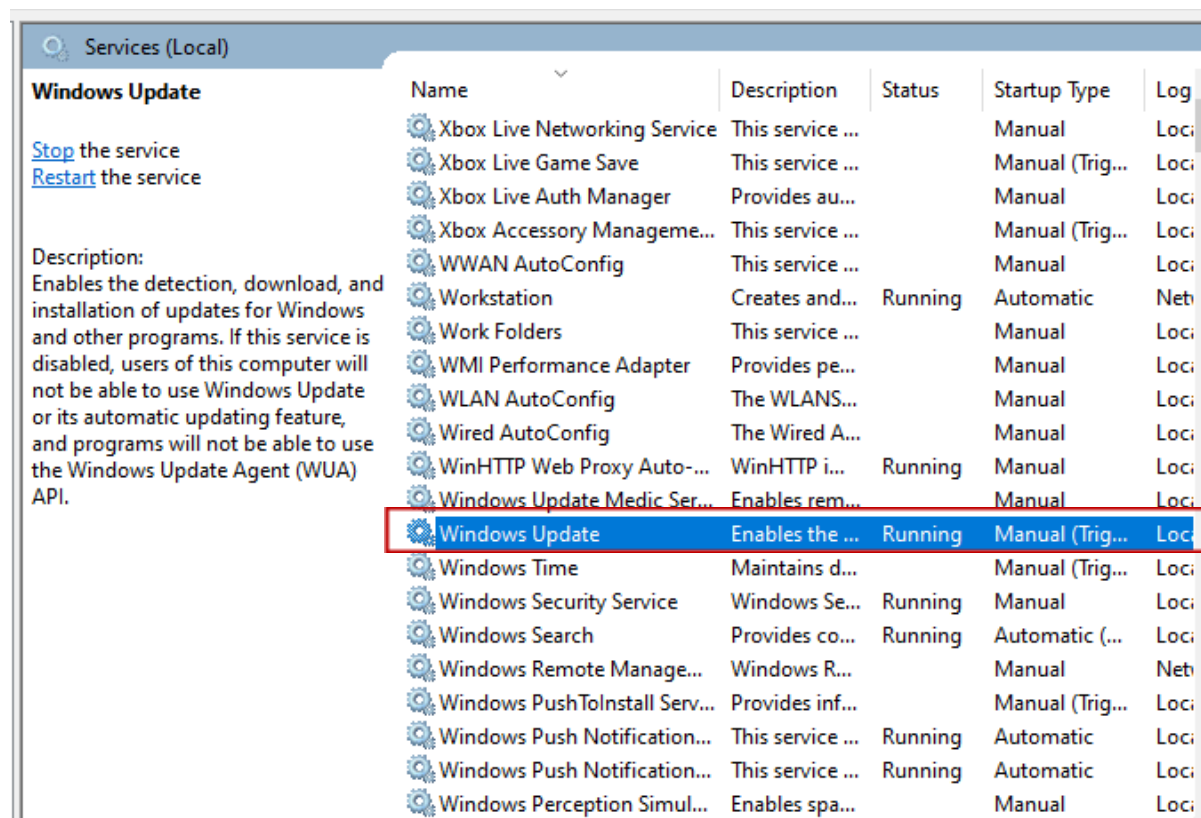 Services (Local)
Windows Update
Stop the service
Restart the service
Description:
Enables the detection, download, and
installation of updates for Windows
and other programs. If this service is
disabled, users of this computer will
not be able to use Windows Update
or its automatic updating feature,
and programs will not be able to use
the Windows Update Agent (WUA)
API.
Name Description Status Startup Type Log
Xbox Live Networking Service This service ... Manual Loca
Xbox Live Game Save This service ... Manual (Trig... Loca
Xbox Live Auth Manager Provides au... Manual Loca
Xbox Accessory Manageme... This service ... Manual (Trig... Loca
WWAN AutoConfig This service ... Manual Loca
Workstation Creates and... Running Automatic Netw
Work Folders This service ... Manual Loca
WMI Performance Adapter Provides pe... Manual Loca
WLAN AutoConfig The WLANS... Manual Loca
Wired AutoConfig The Wired A... Manual Loca
WinHTTP Web Proxy Auto-... WinHTTP i... Running Manual Loca
Windows Update Medic Ser... Enables rem... Manual Loca
Windows Update Enables the ... Running Manual (Trig... Loca
Windows Time Maintains d... Manual (Trig... Loca
Windows Security Service Windows Se... Running Manual Loca
Windows Search Provides co... Running Automatic (... Loca
Windows Remote Manage... Windows R... Manual Netw
Windows PushToInstall Serv... Provides inf... Manual (Trig... Loca
Windows Push Notification... This service ... Running Automatic Loca
Windows Push Notification... This service ... Running Automatic Loca
Windows Perception Simul... Enables spa... Manual Loca